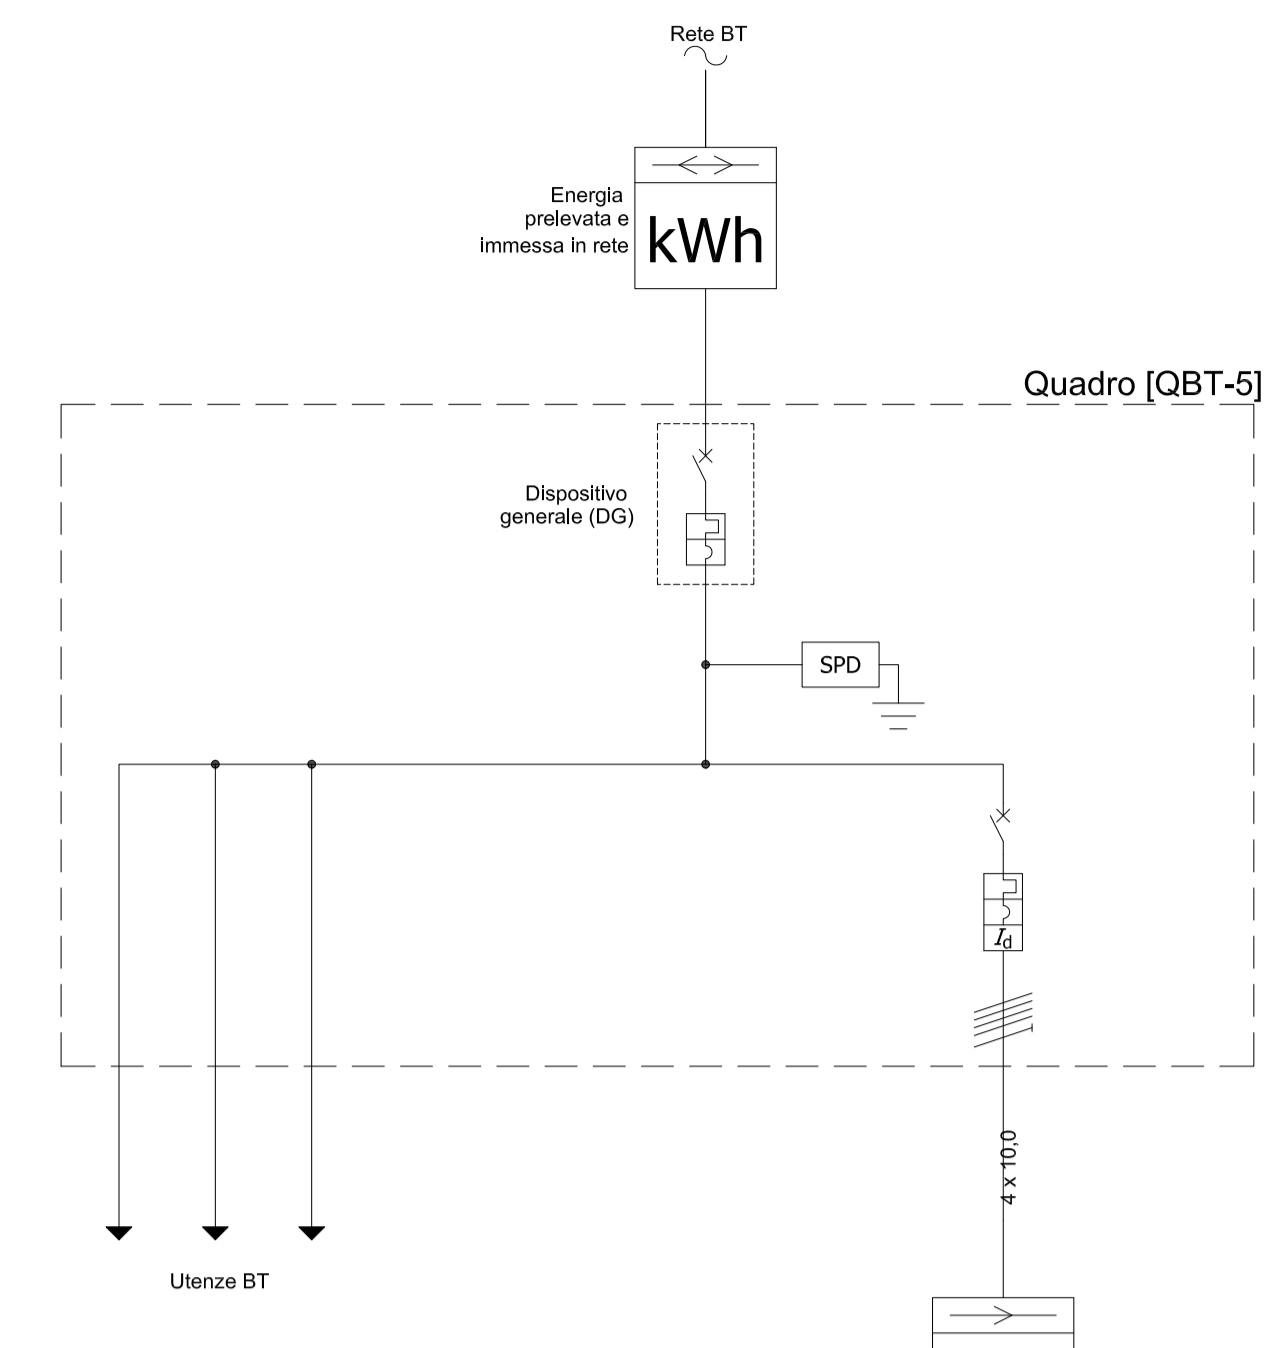 Rete BT
Energia
prelevata e
immessa in rete
kWh
Quadro [QBT-5]
Dispositivo
generale (DG)
SPD
Id
4 x 10,0
Utenze BT